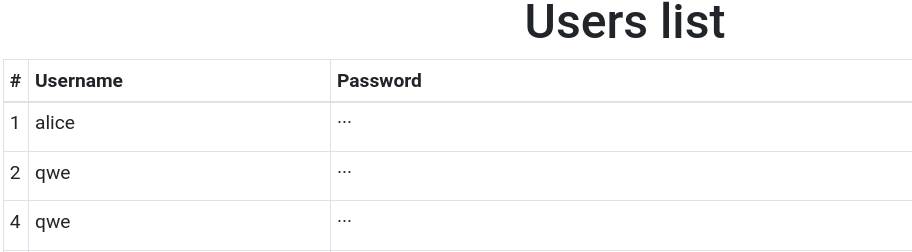 Users list
# Username Password
1 alice ...
2 qwe ...
4 qwe ...